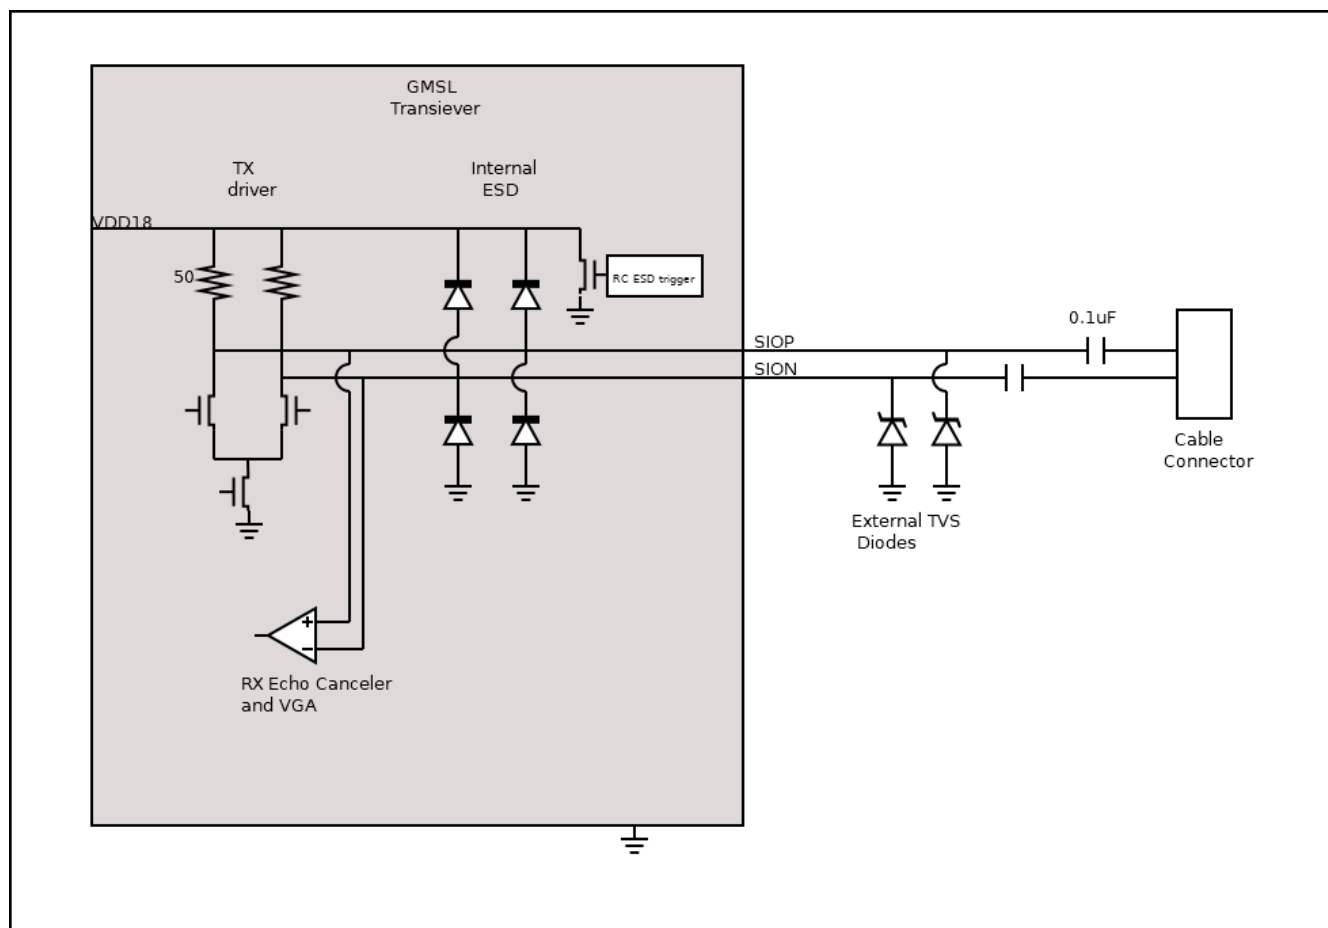 GMSL
Transiever
TX
driver
Internal
ESD
VDD18
50
RC ESD trigger
SIOP
SION
0.1uF
Cable
Connector
External TVS
Diodes
+
−
RX Echo Canceler
and VGA